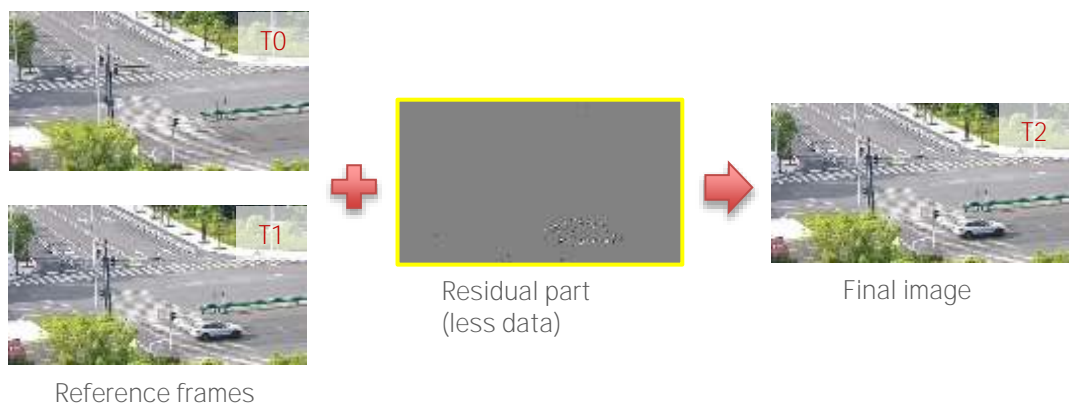 T0
T1
Reference frames
Residual part
(less data)
T2
Final image